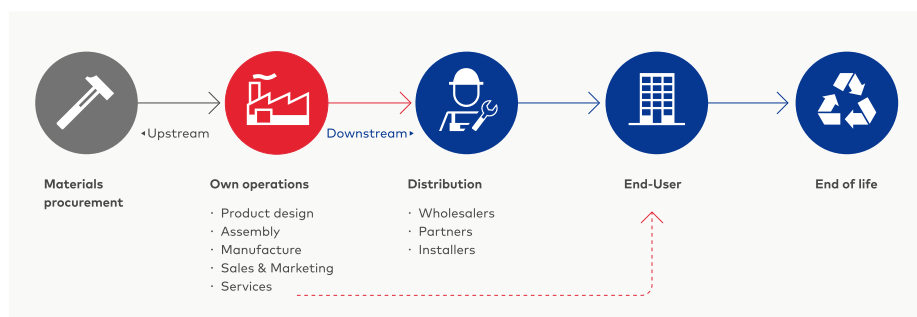 ◂Upstream
Downstream▸
Materials
procurement
Own operations
· Product design
· Assembly
· Manufacture
· Sales & Marketing
· Services
Distribution
· Wholesalers
· Partners
· Installers
End-User
End of life